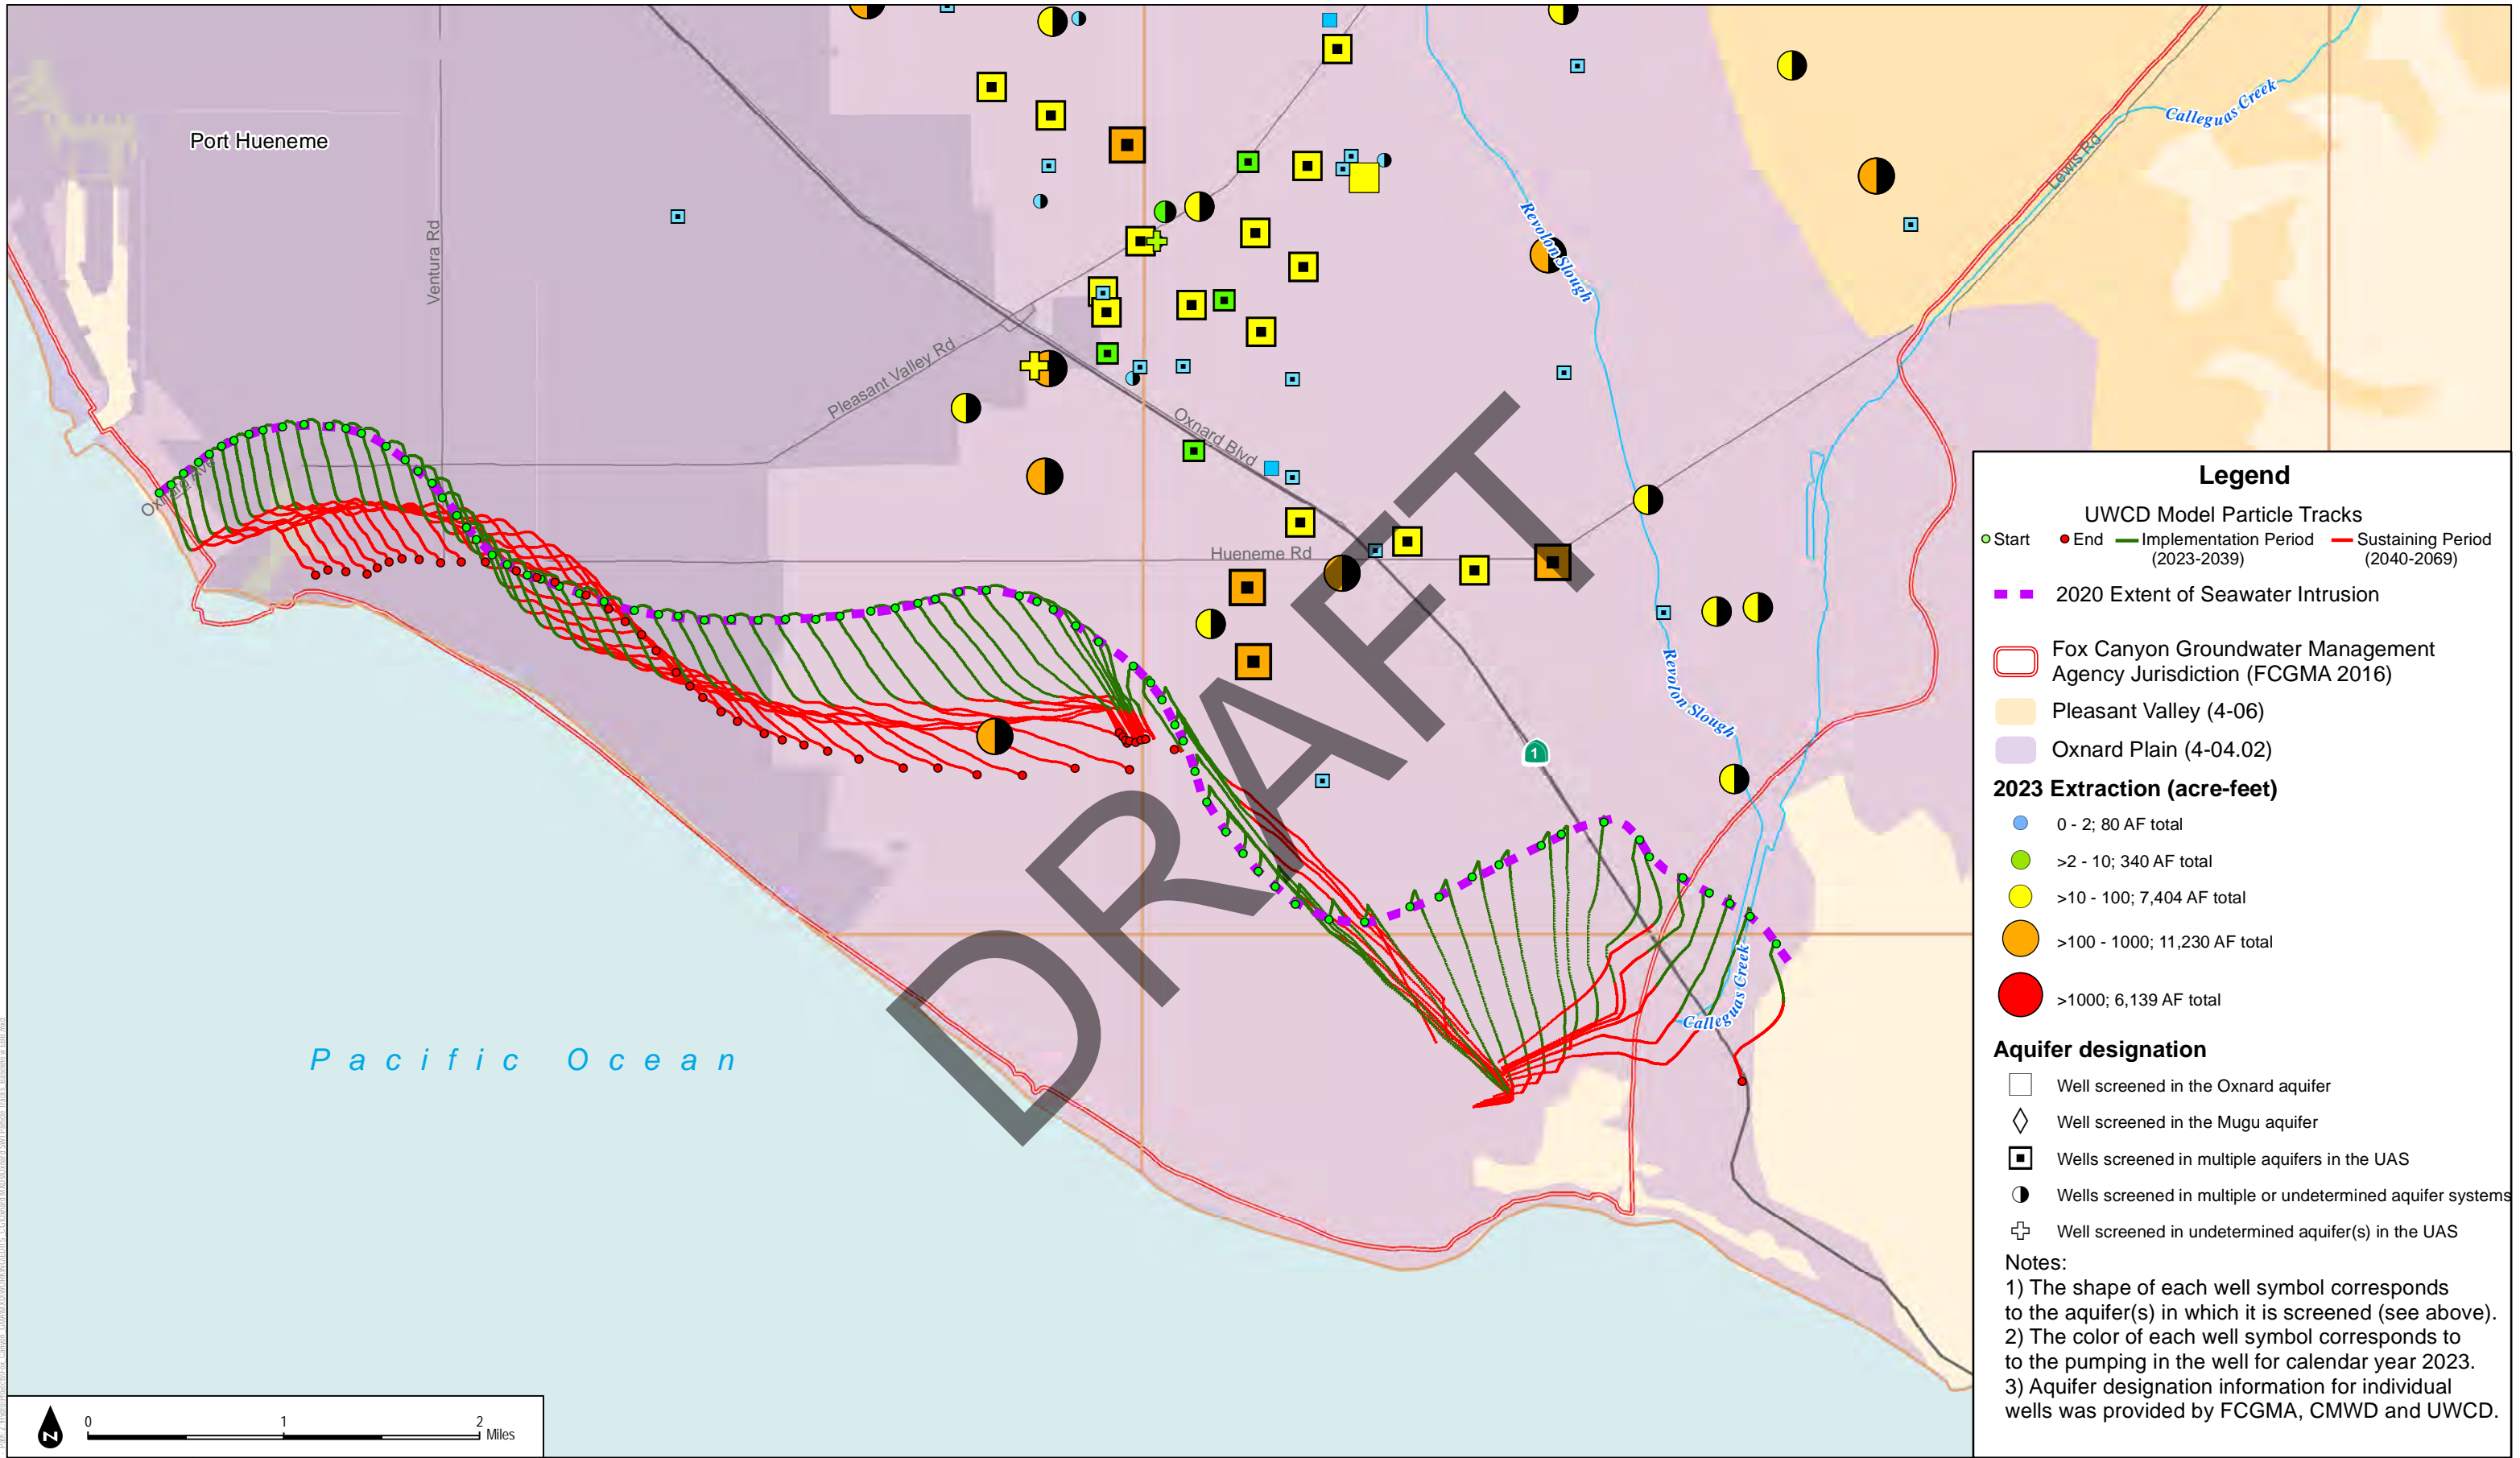 Port Hueneme
Ventura Rd
Pleasant Valley Rd
Oxnard Blvd
Oxnard Ave
Hueneme Rd
Lewis Rd
Calleguas Creek
Revolon Slough
Revolon Slough
Calleguas Creek
1
Pacific Ocean
DRAFT
N
0 1 2
Miles
Legend
UWCD Model Particle Tracks
Start End Implementation Period Sustaining Period
(2023-2039) (2040-2069)
2020 Extent of Seawater Intrusion
Fox Canyon Groundwater Management
Agency Jurisdiction (FCGMA 2016)
Pleasant Valley (4-06)
Oxnard Plain (4-04.02)
2023 Extraction (acre-feet)
0 - 2; 80 AF total
>2 - 10; 340 AF total
>10 - 100; 7,404 AF total
>100 - 1000; 11,230 AF total
>1000; 6,139 AF total
Aquifer designation
Well screened in the Oxnard aquifer
Well screened in the Mugu aquifer
Wells screened in multiple aquifers in the UAS
Wells screened in multiple or undetermined aquifer systems
Well screened in undetermined aquifer(s) in the UAS
Notes:
1) The shape of each well symbol corresponds
to the aquifer(s) in which it is screened (see above).
2) The color of each well symbol corresponds to
to the pumping in the well for calendar year 2023.
3) Aquifer designation information for individual
wells was provided by FCGMA, CMWD and UWCD.